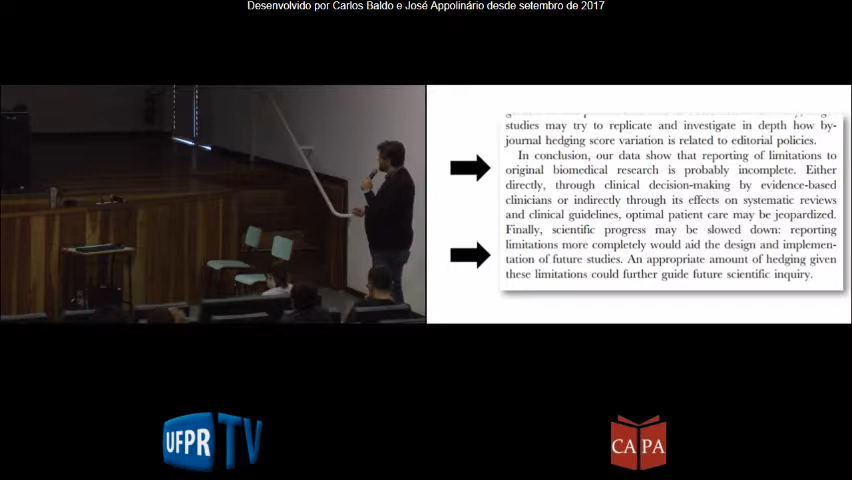 Desenvolvido por Carlos Baldo e José Appolinário desde setembro de 2017
studies may try to replicate and investigate in depth how by-
journal hedging score variation is related to editorial policies.
In conclusion, our data show that reporting of limitations to
original biomedical research is probably incomplete. Either
directly, through clinical decision-making by evidence-based
clinicians or indirectly through its effects on systematic reviews
and clinical guidelines, optimal patient care may be jeopardized.
Finally, scientific progress may be slowed down: reporting
limitations more completely would aid the design and implemen-
tation of future studies. An appropriate amount of hedging given
these limitations could further guide future scientific inquiry.
UFPR TV
CAPA